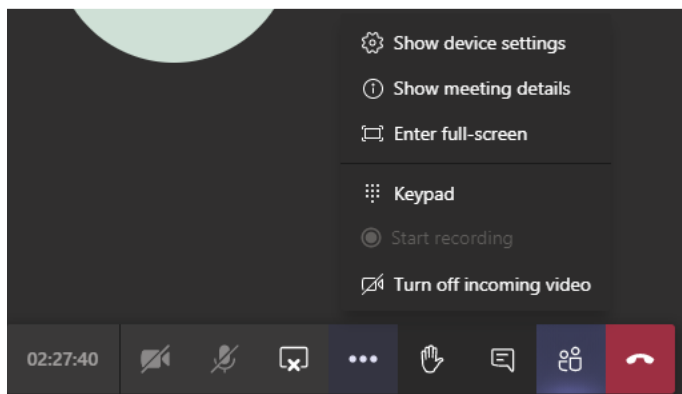 Show device settings
Show meeting details
Enter full-screen
Keypad
Start recording
Turn off incoming video
02:27:40